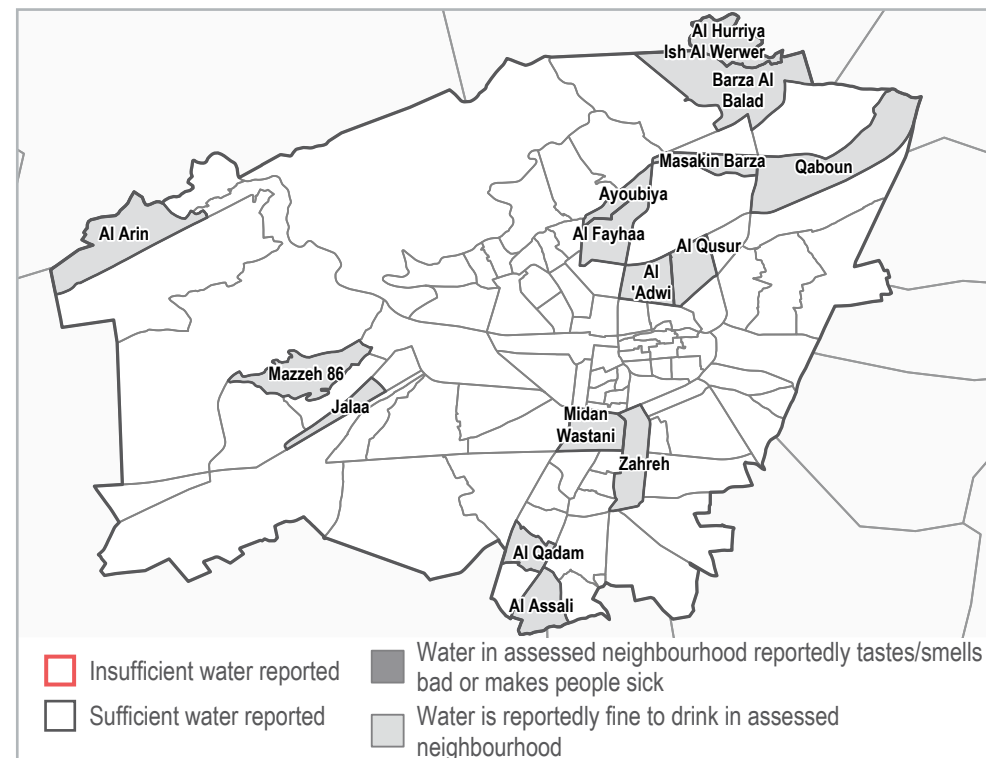 Al Hurriya
Ish Al Werwer
Barza Al
Balad
Masakin Barza
Qaboun
Ayoubiya
Al Arin
Al Fayhaa
Al Qusur
Al
'Adwi
Mazzeh 86
Jalaa
Midan
Wastani
Zahreh
Al Qadam
Al Assali
Insufficient water reported
Sufficient water reported
Water in assessed neighbourhood reportedly tastes/smells
bad or makes people sick
Water is reportedly fine to drink in assessed
neighbourhood